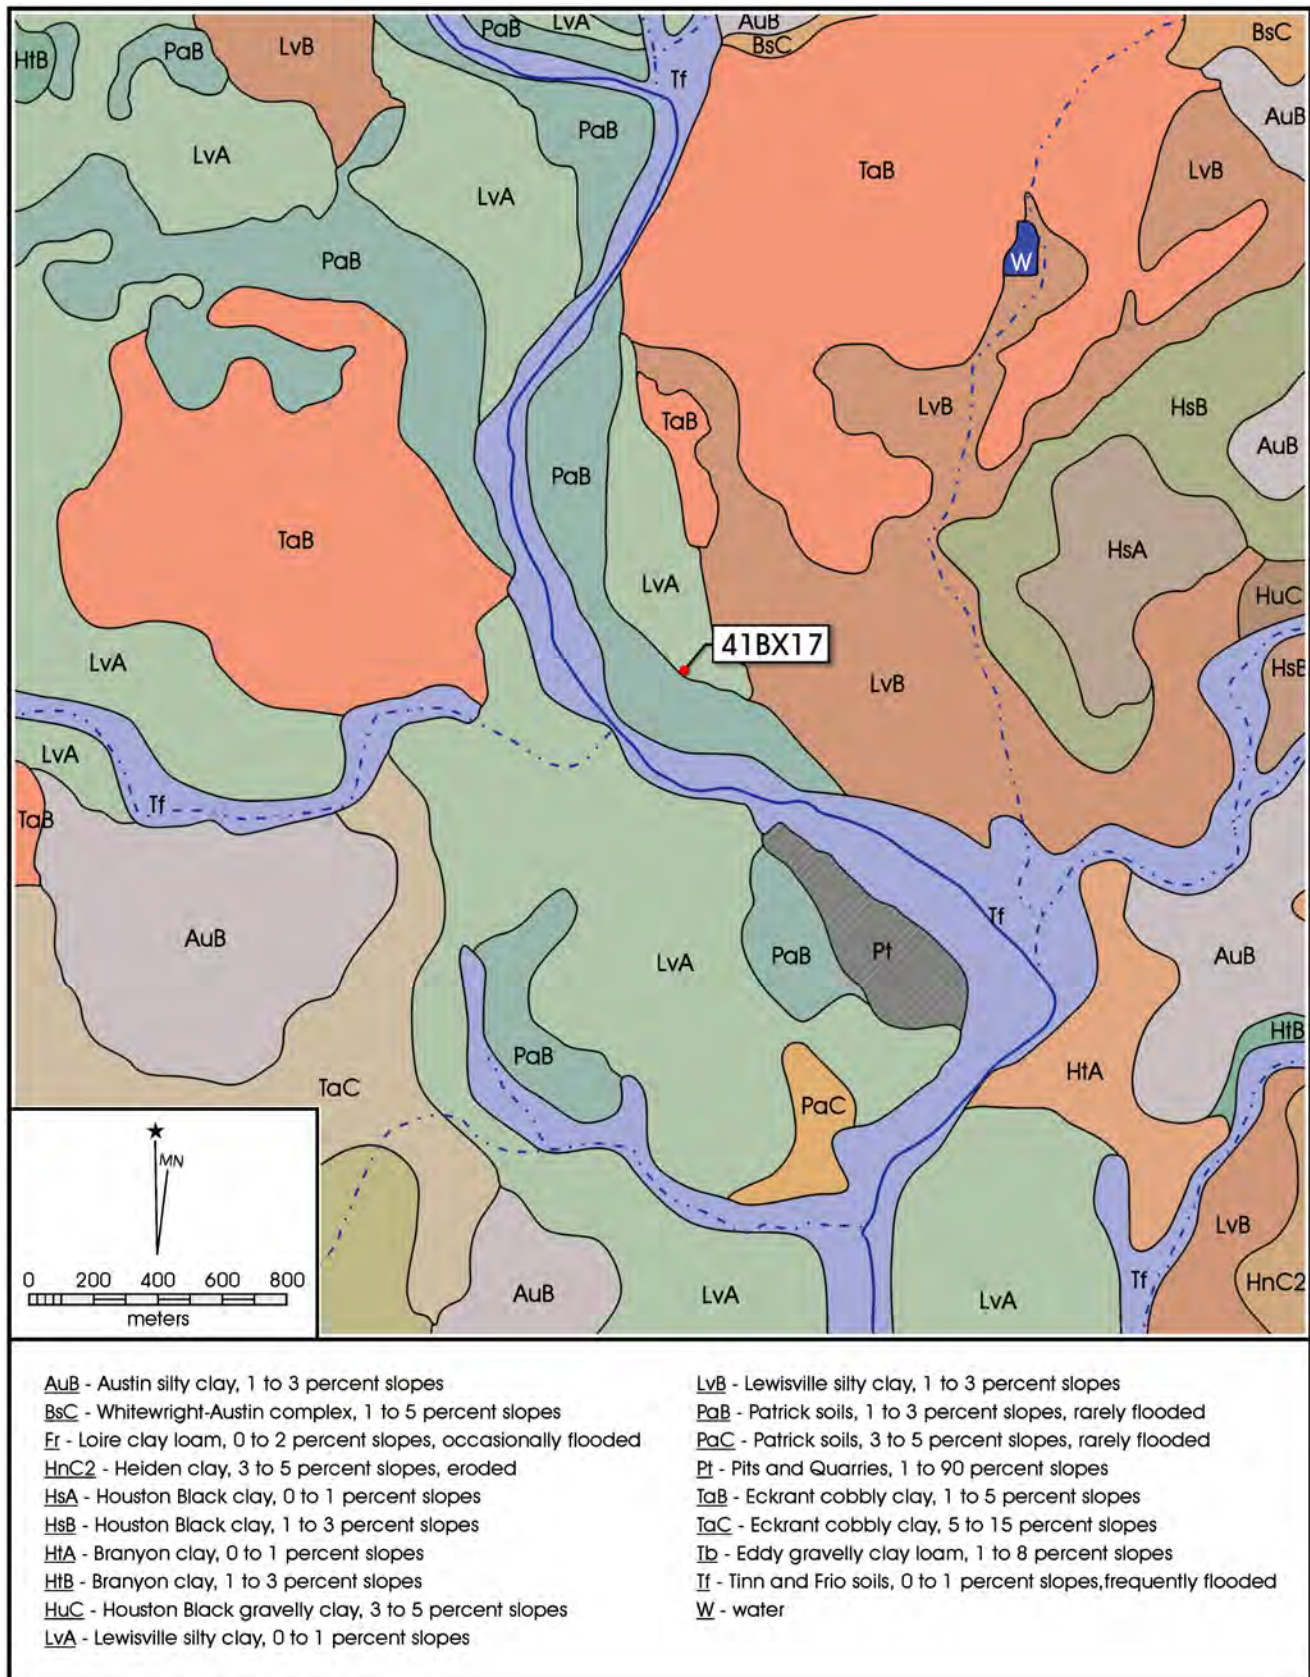 AuB
LvA
PaB
BsC
BsC
LvB
HtB
PaB
Tf
AuB
PaB
LvA
TaB
LvB
LvA
PaB
W
LvB
HsB
TaB
AuB
PaB
TaB
HsA
LvA
HuC
41BX17
LvA
HsB
LvB
LvA
Tf
TaB
Tf
AuB
PaB
Pt
LvA
AuB
HtB
PaB
HtA
TaC
PaC
MN
LvB
0 200 400 600 800
meters
AuB
LvA
LvA
Tf
HnC2
AuB - Austin silty clay, 1 to 3 percent slopes
BsC - Whitewright-Austin complex, 1 to 5 percent slopes
Fr - Loire clay loam, 0 to 2 percent slopes, occasionally flooded
HnC2 - Heiden clay, 3 to 5 percent slopes, eroded
HsA - Houston Black clay, 0 to 1 percent slopes
HsB - Houston Black clay, 1 to 3 percent slopes
HtA - Branyon clay, 0 to 1 percent slopes
HtB - Branyon clay, 1 to 3 percent slopes
HuC - Houston Black gravelly clay, 3 to 5 percent slopes
LvA - Lewisville silty clay, 0 to 1 percent slopes
LvB - Lewisville silty clay, 1 to 3 percent slopes
PaB - Patrick soils, 1 to 3 percent slopes, rarely flooded
PaC - Patrick soils, 3 to 5 percent slopes, rarely flooded
Pt - Pits and Quarries, 1 to 90 percent slopes
TaB - Eckrant cobbly clay, 1 to 5 percent slopes
TaC - Eckrant cobbly clay, 5 to 15 percent slopes
Tb - Eddy gravelly clay loam, 1 to 8 percent slopes
Tf - Tinn and Frio soils, 0 to 1 percent slopes,frequently flooded
W - water